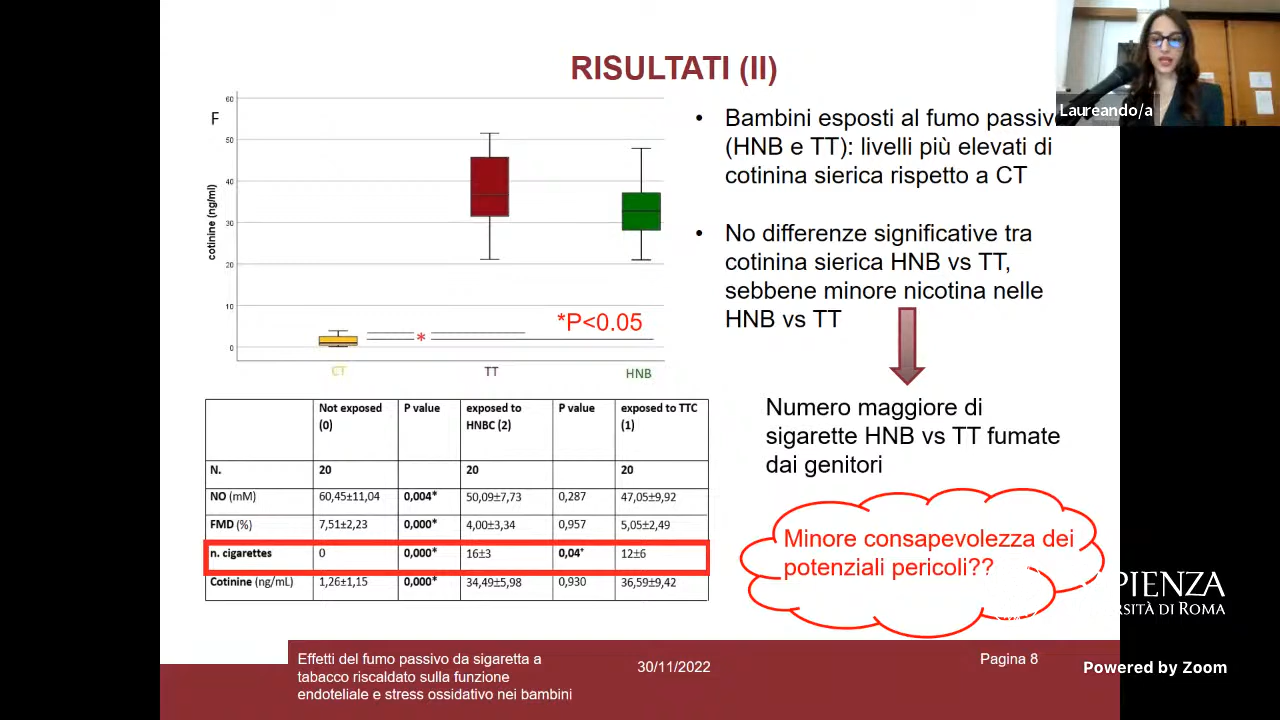 RISULTATI (II)
Laureando/a
F
cotinine (ng/ml)
60
50
40
30
20
10
0
*P<0.05
*
CT
TT
HNB
• Bambini esposti al fumo passivo
(HNB e TT): livelli più elevati di
cotinina sierica rispetto a CT
• No differenze significative tra
cotinina sierica HNB vs TT,
sebbene minore nicotina nelle
HNB vs TT
Numero maggiore di
sigarette HNB vs TT fumate
dai genitori
Minore consapevolezza dei
potenziali pericoli??
Not exposed (0) P value exposed to HNBC (2) P value exposed to TTC (1)
N. 20 20 20
NO (mM) 60,45±11,04 0,004* 50,09±7,73 0,287 47,05±9,92
FMD (%) 7,51±2,23 0,000* 4,00±3,34 0,957 5,05±2,49
n. cigarettes 0 0,000* 16±3 0,04* 12±6
Cotinine (ng/mL) 1,26±1,15 0,000* 34,49±5,98 0,930 36,59±9,42
PIENZA
RSITÀ DI ROMA
Effetti del fumo passivo da sigaretta a
tabacco riscaldato sulla funzione
endoteliale e stress ossidativo nei bambini
30/11/2022
Pagina 8
Powered by Zoom